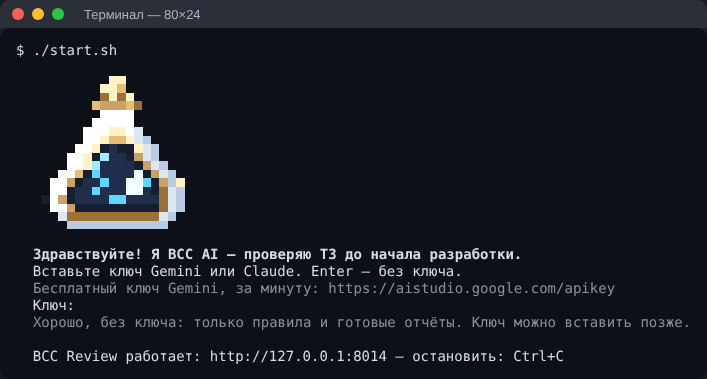 Терминал — 80×24
$ ./start.sh
Здравствуйте! Я BCC AI — проверяю ТЗ до начала разработки.
Вставьте ключ Gemini или Claude. Enter — без ключа.
Бесплатный ключ Gemini, за минуту: https://aistudio.google.com/apikey
Ключ:
Хорошо, без ключа: только правила и готовые отчёты. Ключ можно вставить позже.
BCC Review работает: http://127.0.0.1:8014 — остановить: Ctrl+C